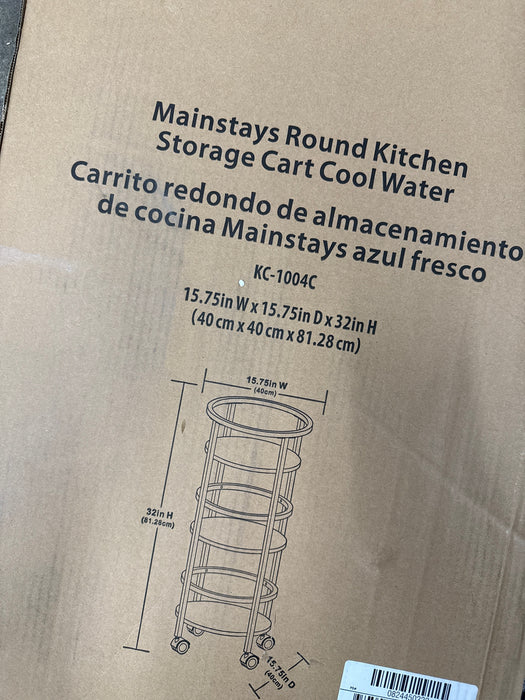 Mainstays Round Kitchen
Storage Cart Cool Water
Carrito redondo de almacenamiento
de cocina Mainstays azul fresco
KC-1004C
15.75in W x 15.75in D x 32in H
(40 cm x 40 cm x 81.28 cm)
15.75in W
(40cm)
32in H
(81.28cm)
15.75in D
(40cm)